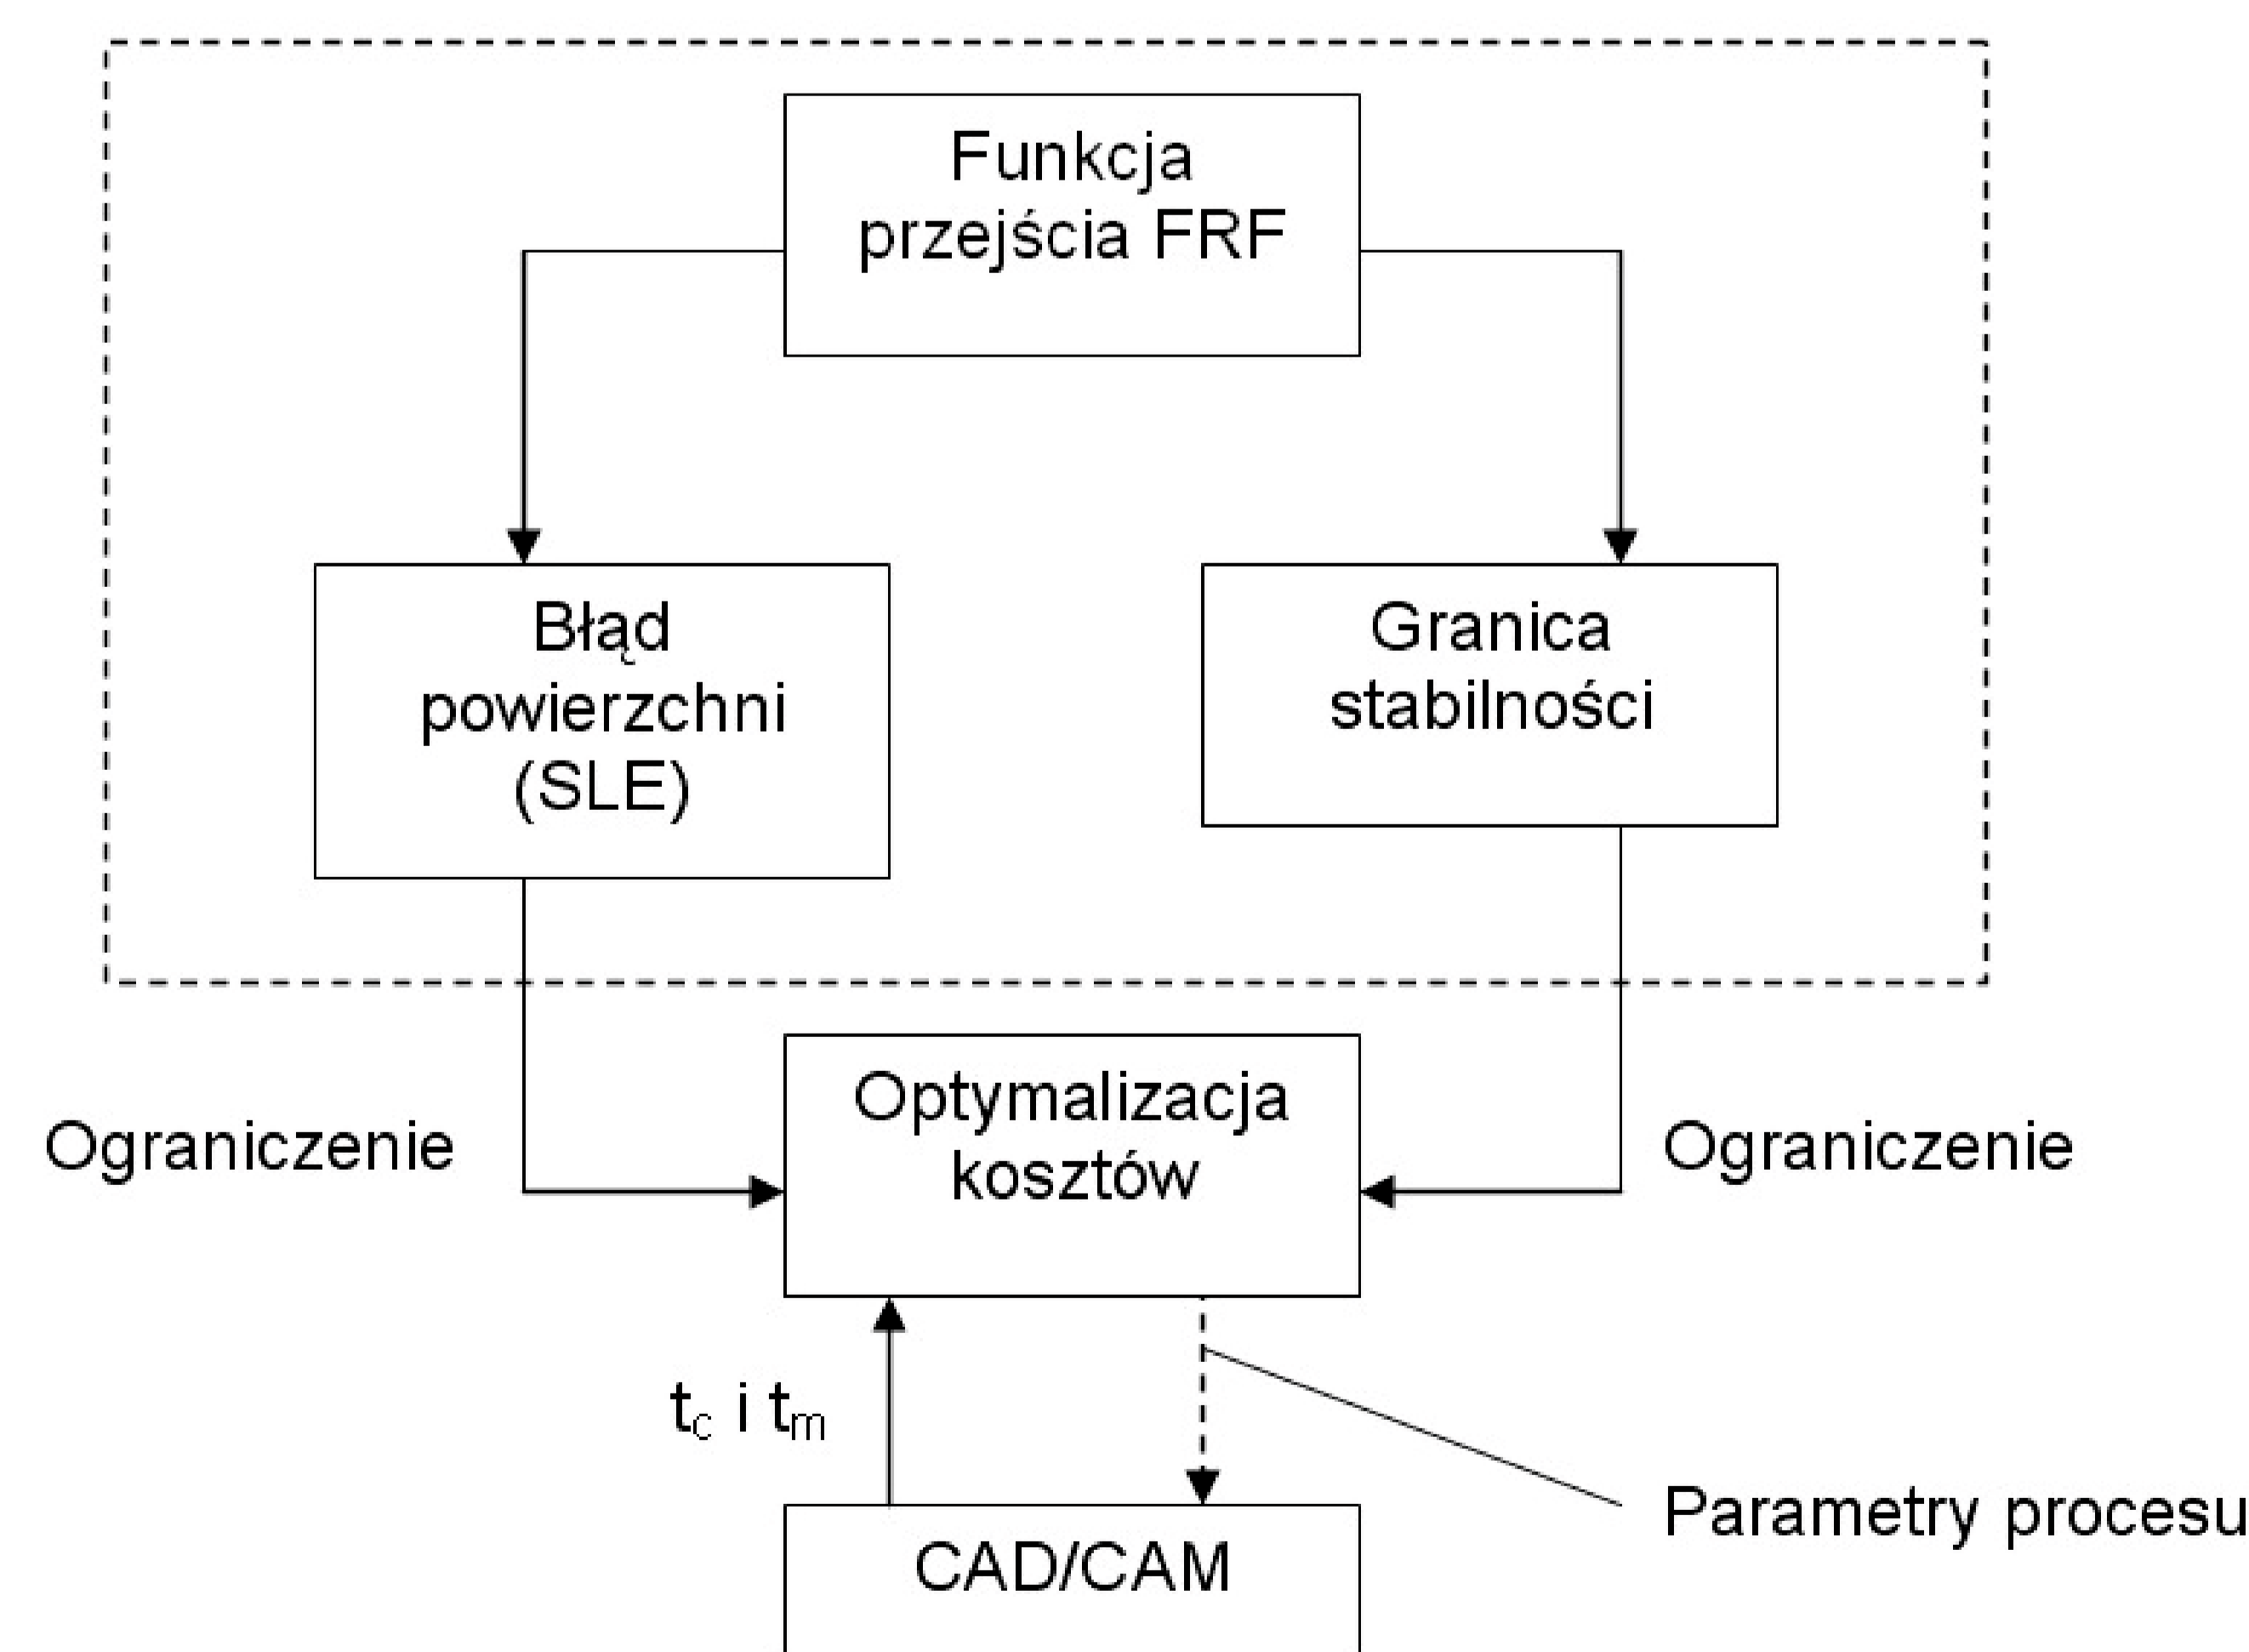 Funkcja
przejścia FRF
Błąd
powierzchni
(SLE)
Granica
stabilności
Optymalizacja
kosztów
Ograniczenie
Ograniczenie
tc i tm
Parametry procesu
CAD/CAM